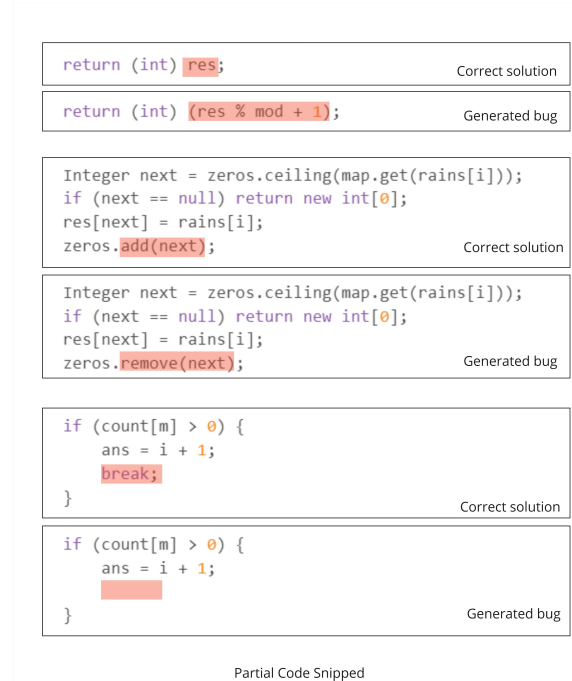 return (int) res;
Correct solution
return (int) (res % mod + 1);
Generated bug
Integer next = zeros.ceiling(map.get(rains[i]));
if (next == null) return new int[0];
res[next] = rains[i];
zeros.add(next);
Correct solution
Integer next = zeros.ceiling(map.get(rains[i]));
if (next == null) return new int[0];
res[next] = rains[i];
zeros.remove(next);
Generated bug
if (count[m] > 0) {
    ans = i + 1;
    break;
}
Correct solution
if (count[m] > 0) {
    ans = i + 1;
}
Generated bug
Partial Code Snipped